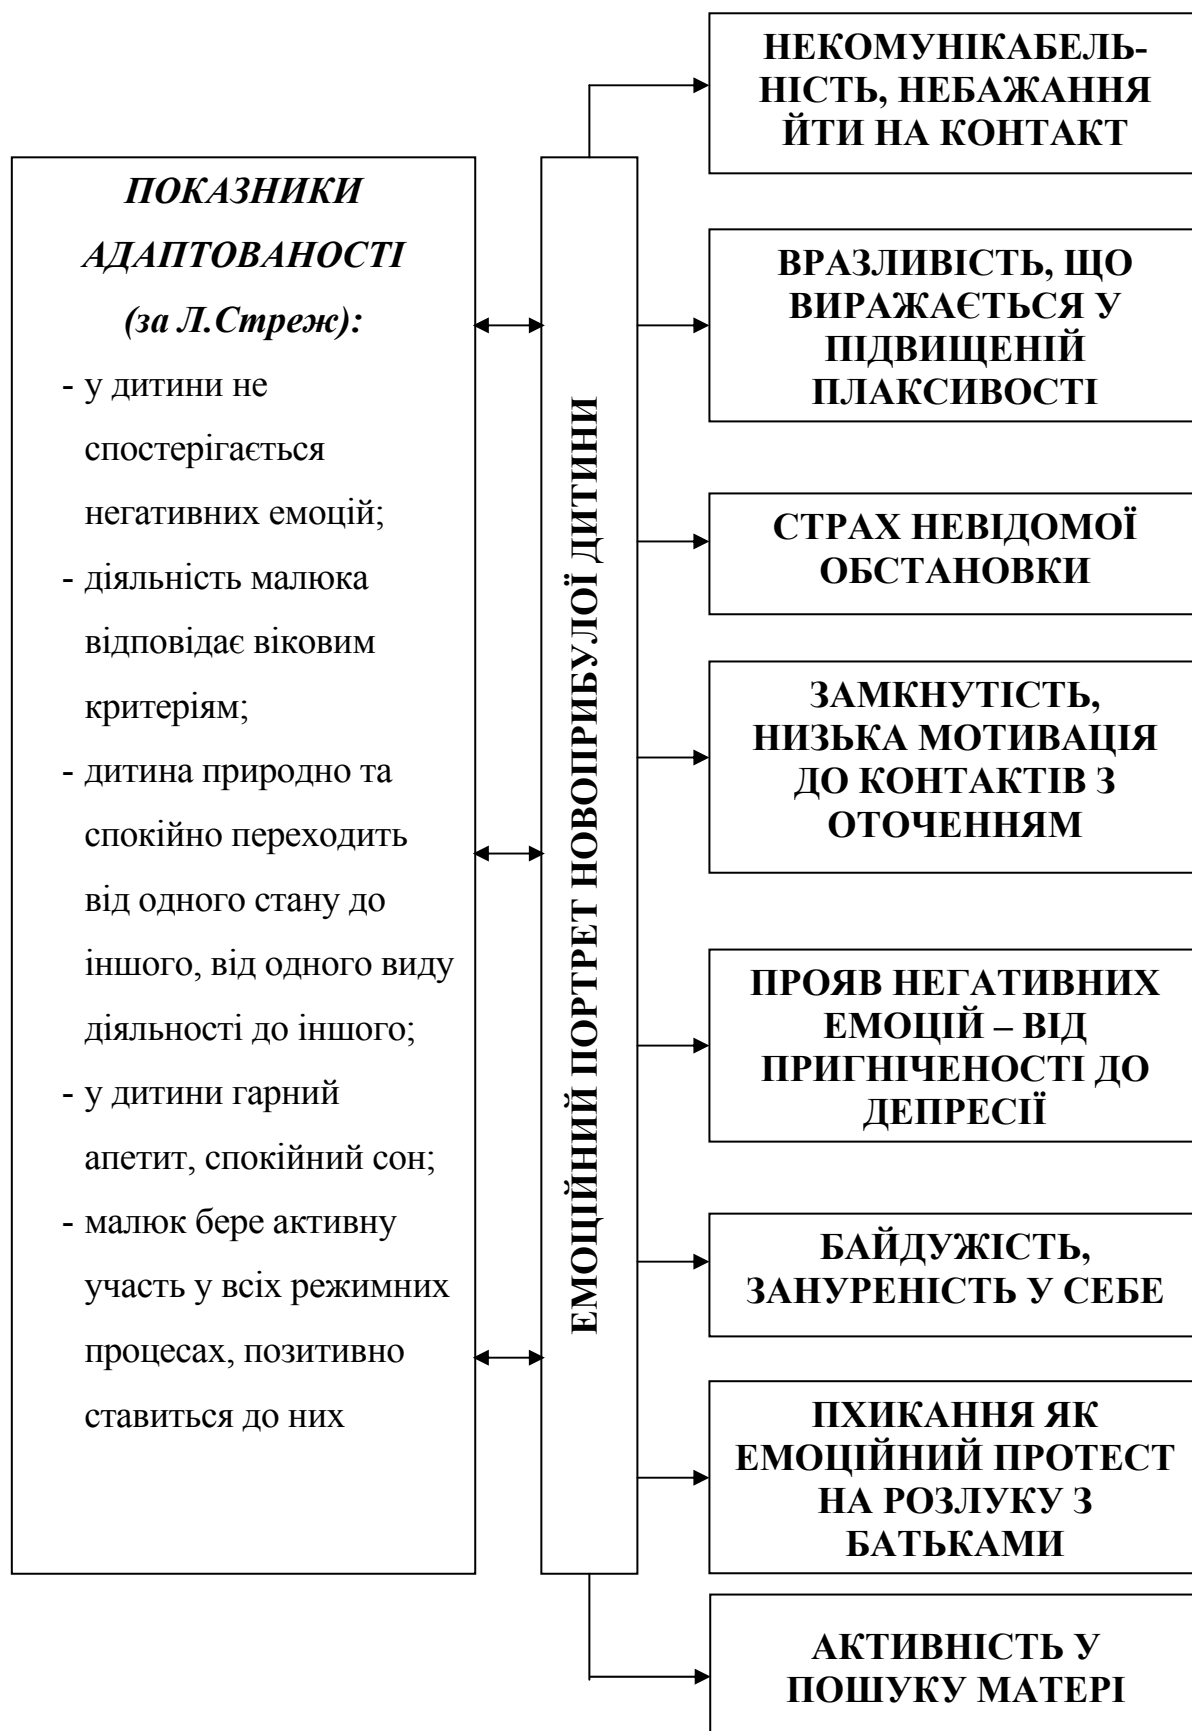 ПОКАЗНИКИ
АДАПТОВАНОСТІ
(за Л.Стреж):
- у дитини не
спостерігається
негативних емоцій;
- діяльність малюка
відповідає віковим
критеріям;
- дитина природно та
спокійно переходить
від одного стану до
іншого, від одного виду
діяльності до іншого;
- у дитини гарний
апетит, спокійний сон;
- малюк бере активну
участь у всіх режимних
процесах, позитивно
ставиться до них
ЕМОЦІЙНИЙ ПОРТРЕТ НОВОПРИБУЛОЇ ДИТИНИ
НЕКОМУНІКАБЕЛЬ-
НІСТЬ, НЕБАЖАННЯ
ЙТИ НА КОНТАКТ
ВРАЗЛИВІСТЬ, ЩО
ВИРАЖАЄТЬСЯ У
ПІДВИЩЕНІЙ
ПЛАКСИВОСТІ
СТРАХ НЕВІДОМОЇ
ОБСТАНОВКИ
ЗАМКНУТІСТЬ,
НИЗЬКА МОТИВАЦІЯ
ДО КОНТАКТІВ З
ОТОЧЕННЯМ
ПРОЯВ НЕГАТИВНИХ
ЕМОЦІЙ – ВІД
ПРИГНІЧЕНОСТІ ДО
ДЕПРЕСІЇ
БАЙДУЖІСТЬ,
ЗАНУРЕНІСТЬ У СЕБЕ
ПХИКАННЯ ЯК
ЕМОЦІЙНИЙ ПРОТЕСТ
НА РОЗЛУКУ З
БАТЬКАМИ
АКТИВНІСТЬ У
ПОШУКУ МАТЕРІ